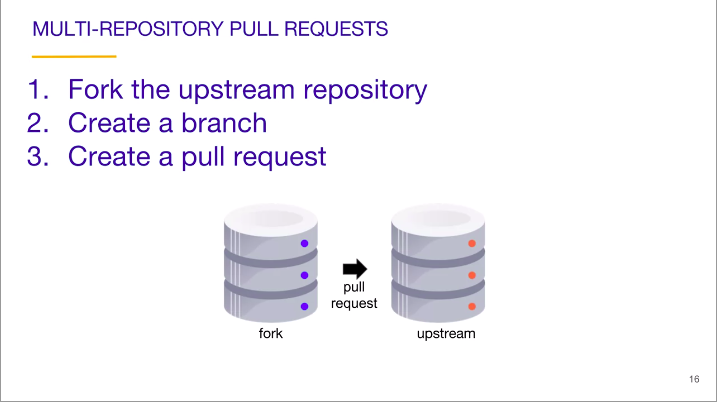 MULTI-REPOSITORY PULL REQUESTS
1. Fork the upstream repository
2. Create a branch
3. Create a pull request
pull
request
fork
upstream
16